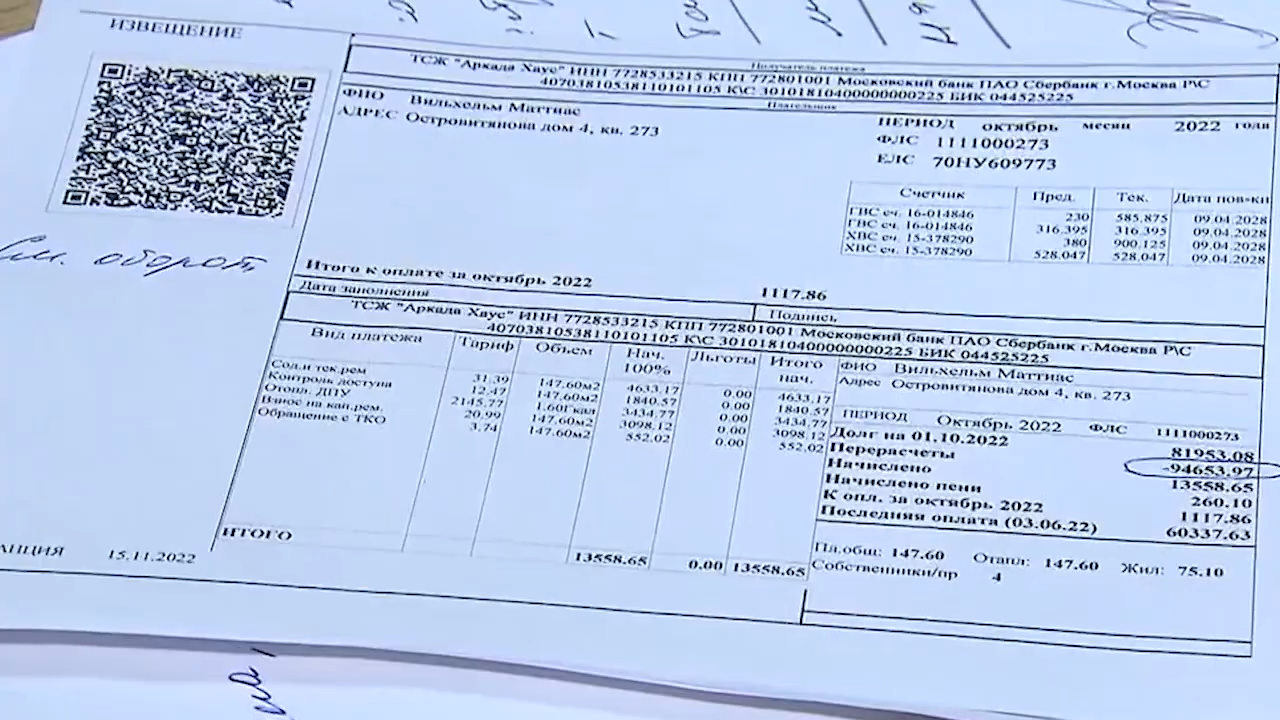 ИЗВЕЩЕНИЕ
Получатель платежа
ТСЖ "Аркада Хаус" ИНН 7728533215 КПП 772801001 Московский банк ПАО Сбербанк г.Москва Р\С
40703810538110101105 К\С 30101810400000000225 БИК 044525225
Плательщик
ФИО Вильхельм Маттиас
АДРЕС Островитянова дом 4, кв. 273
ПЕРИОД октябрь месяц 2022 года
ФЛС 1111000273
ЕЛС 70НУ609773
Счетчик Пред. Тек. Дата пов-ки
ГВС сч. 16-014846 230 585.875 09.04.2028
ГВС сч. 16-014846 316.395 316.395 09.04.2028
ХВС сч. 15-378290 380 900.125 09.04.2028
ХВС сч. 15-378290 528.047 528.047 09.04.2028
См. оборот
Итого к оплате за октябрь 2022 1117.86
Дата заполнения Подпись
ТСЖ "Аркада Хаус" ИНН 7728533215 КПП 772801001 Московский банк ПАО Сбербанк г.Москва Р\С
40703810538110101105 К\С 30101810400000000225 БИК 044525225
Вид платежа Тариф Объем Нач. 100% Льготы Итого нач.
Сод.и тек.рем 31.39 147.60м2 4633.17 0.00 4633.17
Контроль доступа 12.47 147.60м2 1840.57 0.00 1840.57
Отопл. ДПУ 2145.77 1.60Гкал 3434.77 0.00 3434.77
Взнос на кап.рем. 20.99 147.60м2 3098.12 0.00 3098.12
Обращение с ТКО 3.74 147.60м2 552.02 0.00 552.02
ИТОГО 13558.65 0.00 13558.65
ФИО Вильхельм Маттиас
Адрес Островитянова дом 4, кв. 273
ПЕРИОД Октябрь 2022 ФЛС 1111000273
Долг на 01.10.2022 81953.08
Перерасчеты -94653.97
Начислено 13558.65
Начислено пени 260.10
К опл. за октябрь 2022 1117.86
Последняя оплата (03.06.22) 60337.63
Пл.общ: 147.60 Отапл: 147.60 Жил: 75.10
Собственники/пр 4
15.11.2022